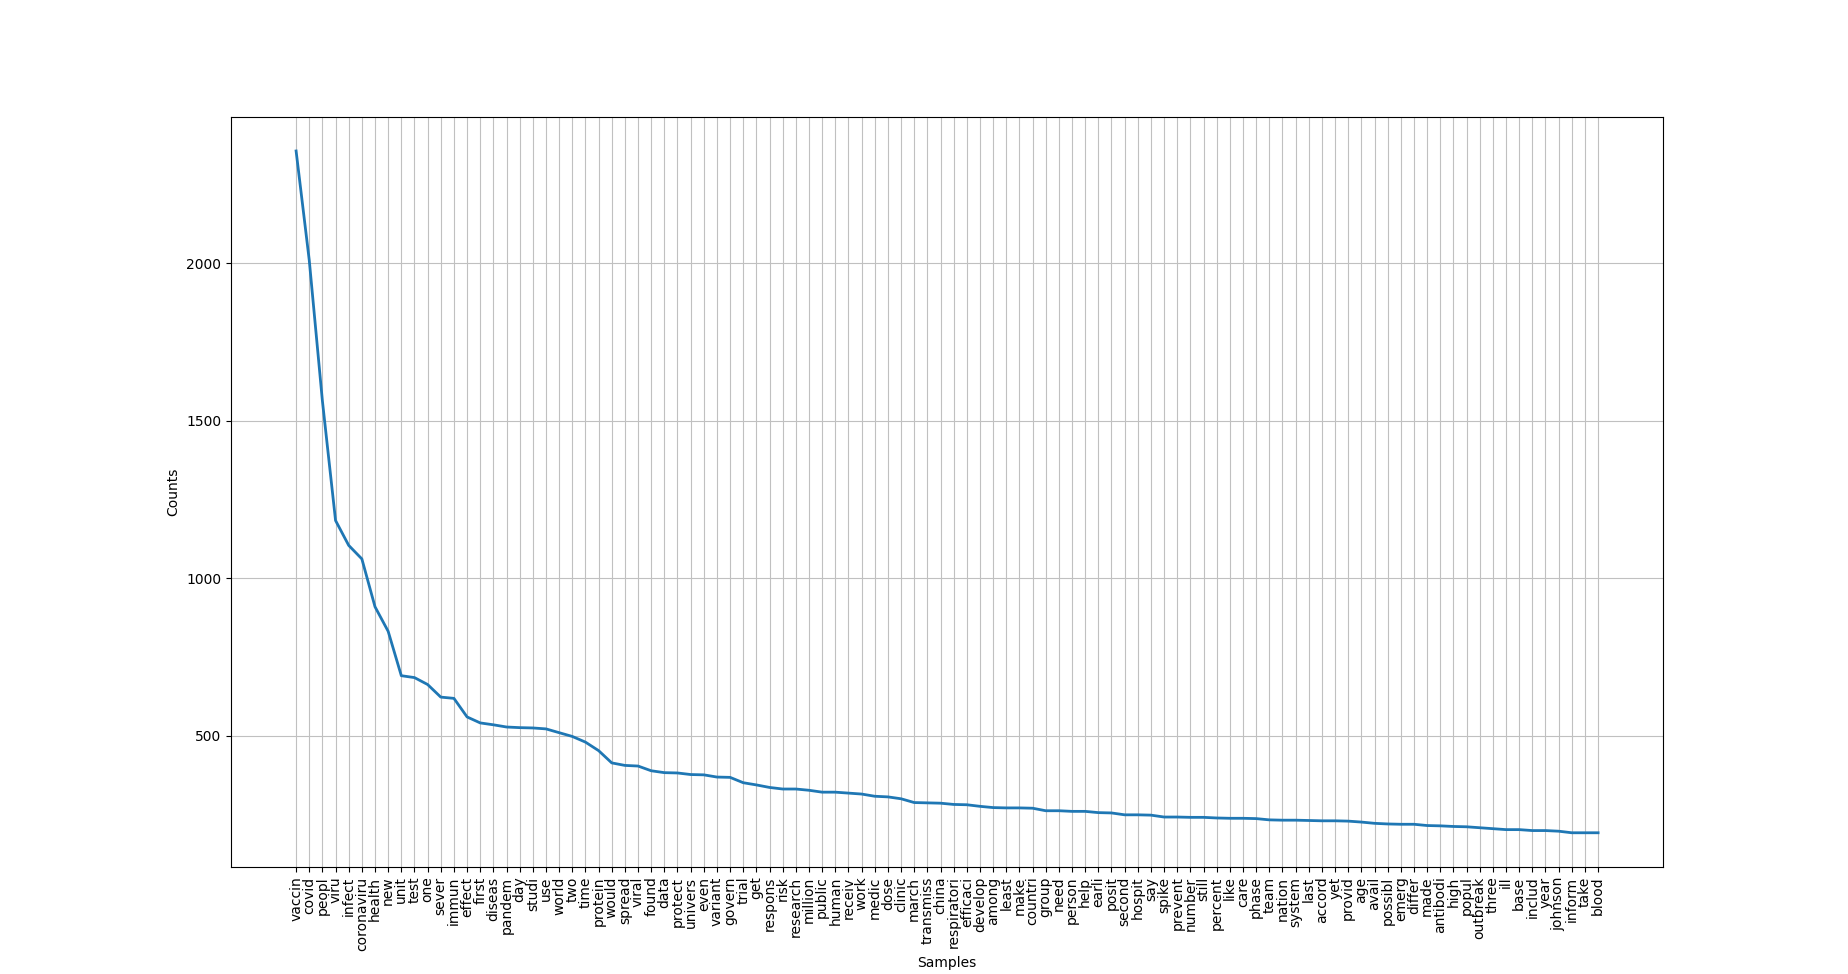 2000
1500
1000
500
Counts
vaccin
covid
peopl
viru
infect
coronaviru
health
new
unit
test
one
sever
immun
effect
first
diseas
pandem
day
studi
use
world
two
time
protein
would
spread
viral
found
data
protect
univers
even
variant
govern
trial
get
respons
risk
research
million
public
human
receiv
work
medic
dose
clinic
march
transmiss
china
respiratori
efficaci
develop
among
least
make
countri
group
need
person
help
earli
posit
second
hospit
say
spike
prevent
number
still
percent
like
care
phase
team
nation
system
last
accord
yet
provid
age
avail
possibl
emerg
differ
made
antibodi
high
popul
outbreak
three
ill
base
includ
year
johnson
inform
take
blood
Samples